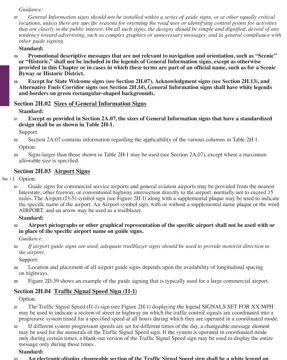 Guidance:
General Information signs should not be installed within a series of guide signs, or at other equally critical
locations, unless there are specific reasons for orienting the road user or identifying control points for activities
that are clearly in the public interest. On all such signs, the designs should be simple and dignified, devoid of any
tendency toward advertising, such as complex graphics or unnecessary messages, and in general compliance with
other guide signing.
Standard:
Promotional descriptive messages that are not relevant to navigation and orientation, such as “Scenic”
or “Historic,” shall not be included in the legends of General Information signs, except as otherwise
provided in this Chapter or in cases in which these terms are part of an official name, such as for a Scenic
Byway or Historic District.
Except for State Welcome signs (see Section 2H.07), Acknowledgment signs (see Section 2H.13), and
Alternative Fuels Corridor signs (see Section 2H.14), General Information signs shall have white legends
and borders on green rectangular-shaped backgrounds.
Section 2H.02 Sizes of General Information Signs
Standard:
Except as provided in Section 2A.07, the sizes of General Information signs that have a standardized
design shall be as shown in Table 2H-1.
Support:
Section 2A.07 contains information regarding the applicability of the various columns in Table 2H-1.
Option:
Signs larger than those shown in Table 2H-1 may be used (see Section 2A.07), except where a maximum
allowable size is specified.
Section 2H.03 Airport Signs
Option:
Guide signs for commercial service airports and general aviation airports may be provided from the nearest
Interstate, other freeway, or conventional highway intersection directly to the airport, normally not to exceed 15
miles. The Airport (I3-5) symbol sign (see Figure 2H-1) along with a supplemental plaque may be used to indicate
the specific name of the airport. An Airport symbol sign, with or without a supplemental name plaque or the word
AIRPORT, and an arrow may be used as a trailblazer.
Standard:
Airport pictographs or other graphical representation of the specific airport shall not be used with or
in place of the specific airport name on guide signs.
Guidance:
If airport guide signs are used, adequate trailblazer signs should be used to provide motorist direction to
the airport.
Support:
Location and placement of all airport guide signs depends upon the availability of longitudinal spacing
on highways.
Figure 2D-39 shows an example of the guide signing that is typically used for a large commercial airport.
Section 2H.04 Traffic Signal Speed Sign (I1-1)
Option:
The Traffic Signal Speed (I1-1) sign (see Figure 2H-1) displaying the legend SIGNALS SET FOR XX MPH
may be used to indicate a section of street or highway on which the traffic control signals are coordinated into a
progressive system timed for a specified speed at all hours during which they are operated in a coordinated mode.
If different system progression speeds are set for different times of the day, a changeable message element
may be used for the numerals of the Traffic Signal Speed sign. If the system is operated in coordinated mode
only during certain times, a blank-out version of the Traffic Signal Speed sign may be used to display the entire
message only during those times.
Standard:
An electronic-display changeable section of the Traffic Signal Speed sign shall be a white legend on